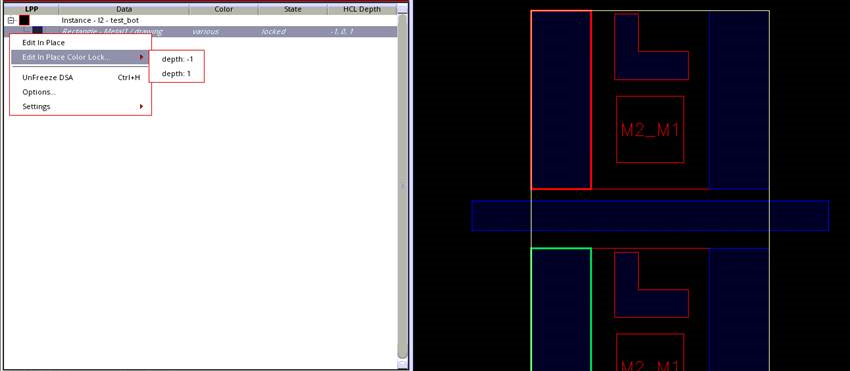 LPP Data Color State HCL Depth
Instance - I2 - test_bot
Rectangle - Metal1 / drawing various locked -1, 0, 1
Edit In Place
Edit In Place Color Lock...
depth: -1
depth: 1
UnFreeze DSA Ctrl+H
Options...
Settings
M2_M1
M2_M1